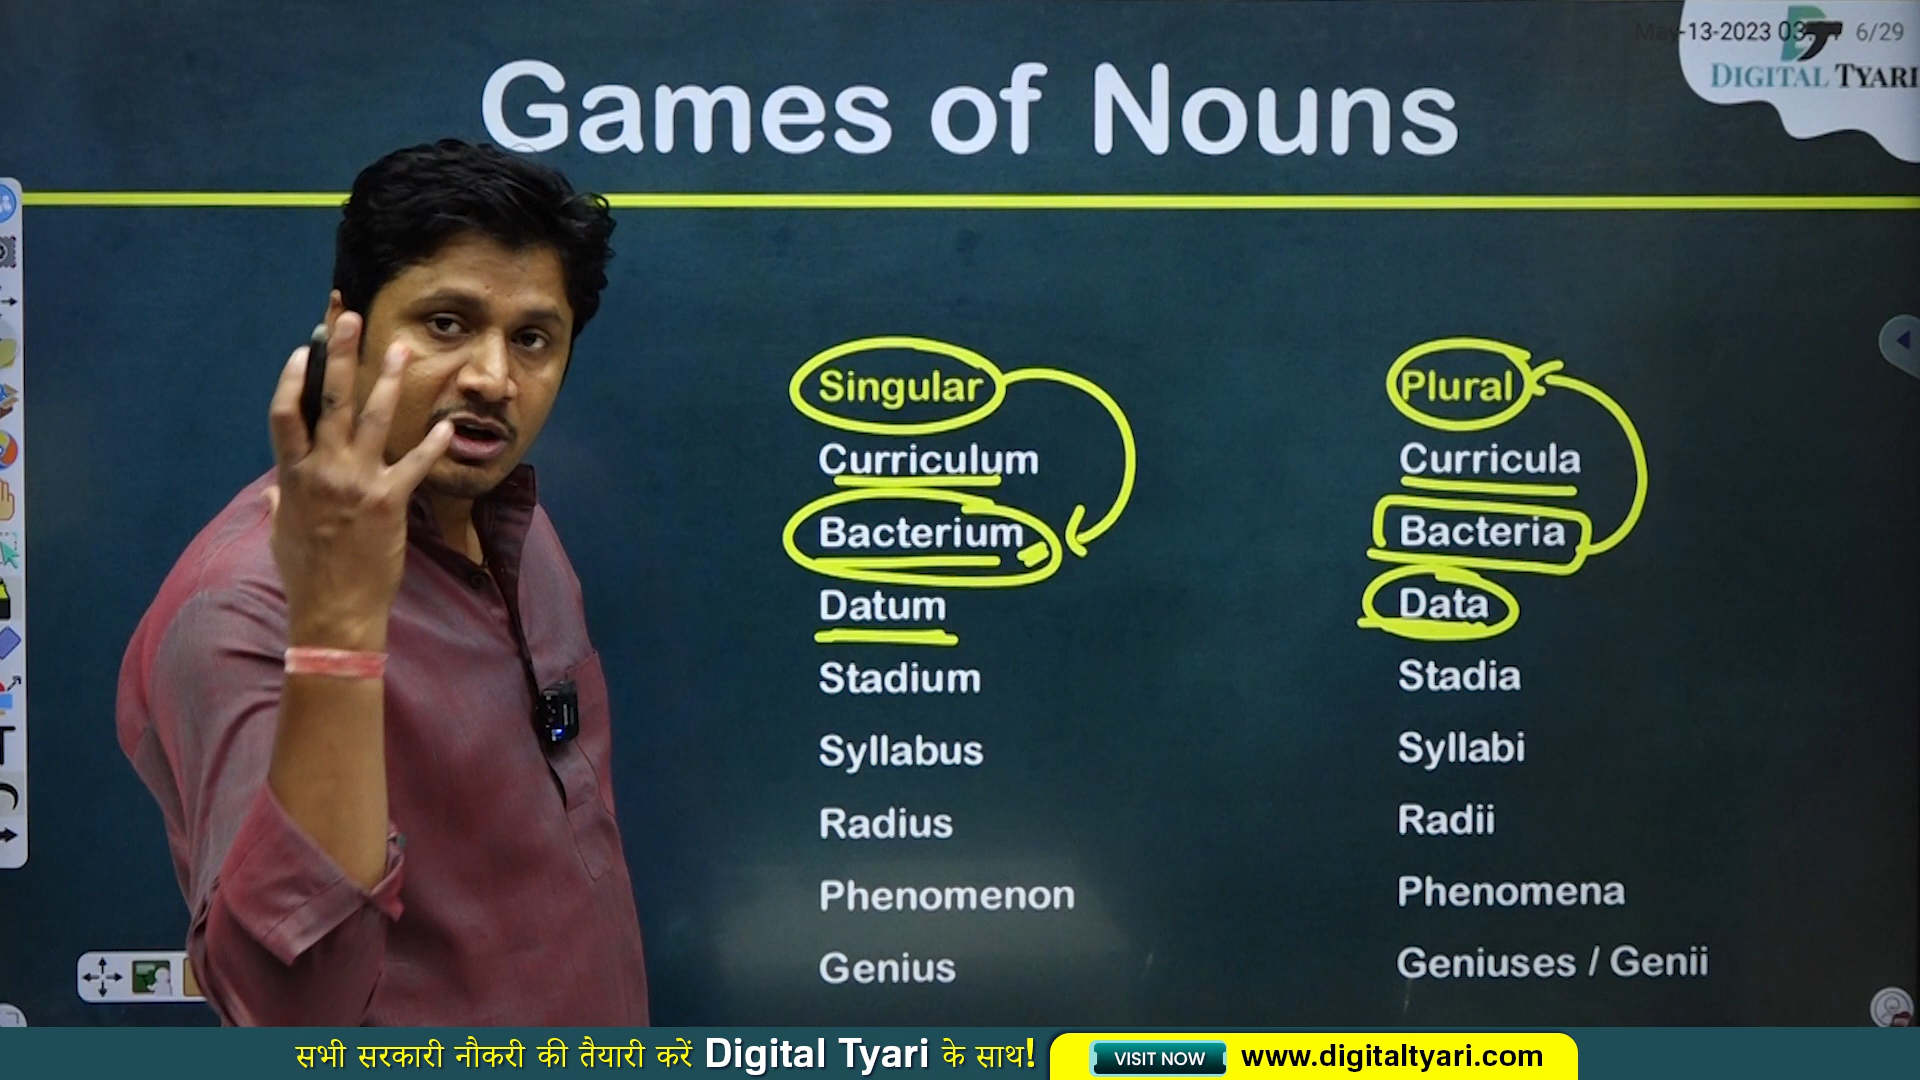 May-13-2023 03 6/29
DIGITAL TYARI
Games of Nouns
Singular Plural
Curriculum Curricula
Bacterium Bacteria
Datum Data
Stadium Stadia
Syllabus Syllabi
Radius Radii
Phenomenon Phenomena
Genius Geniuses / Genii
सभी सरकारी नौकरी की तैयारी करें Digital Tyari के साथ!
VISIT NOW www.digitaltyari.com